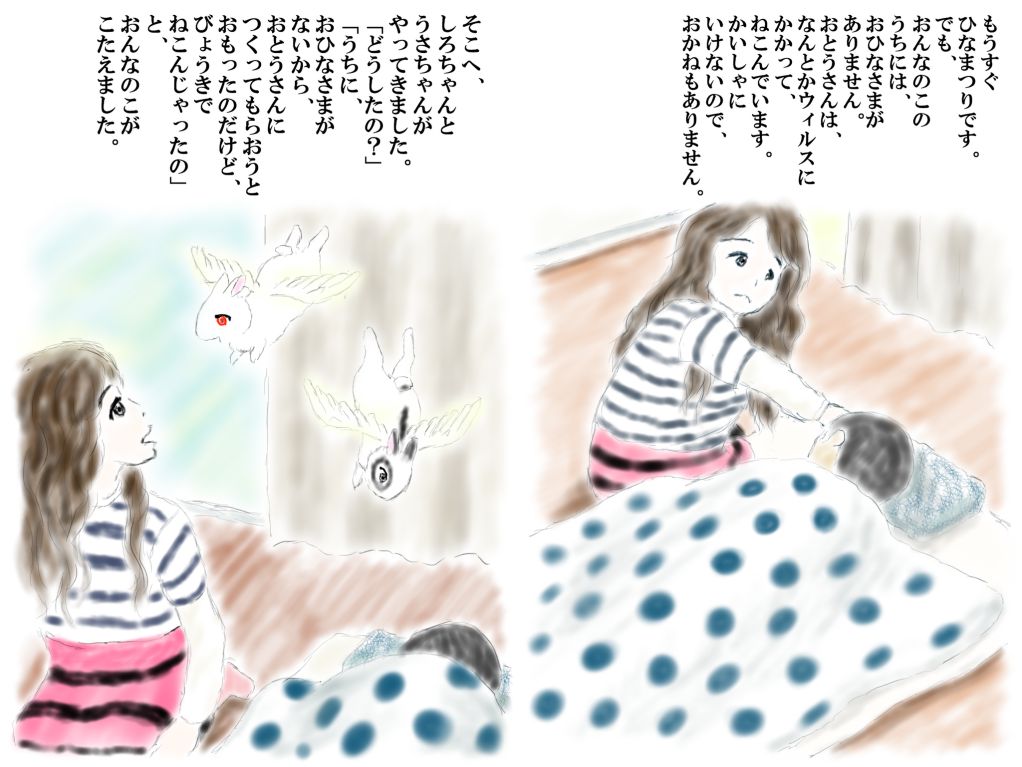 もうすぐ
ひなまつりです。
でも、
おんなのこの
うちには、
おひなさまが
ありません。
おとうさんは、
なんとかウィルスに
かかって、
ねこんでいます。
かいしゃに
いけないので、
おかねもありません。
そこへ、
しろちゃんと
うさちゃんが
やってきました。
「どうしたの？」
「うちに、
おひなさまが
ないから、
おとうさんに
つくってもらおうと
おもったのだけど、
びょうきで
ねこんじゃったの」
と、
おんなのこが
こたえました。